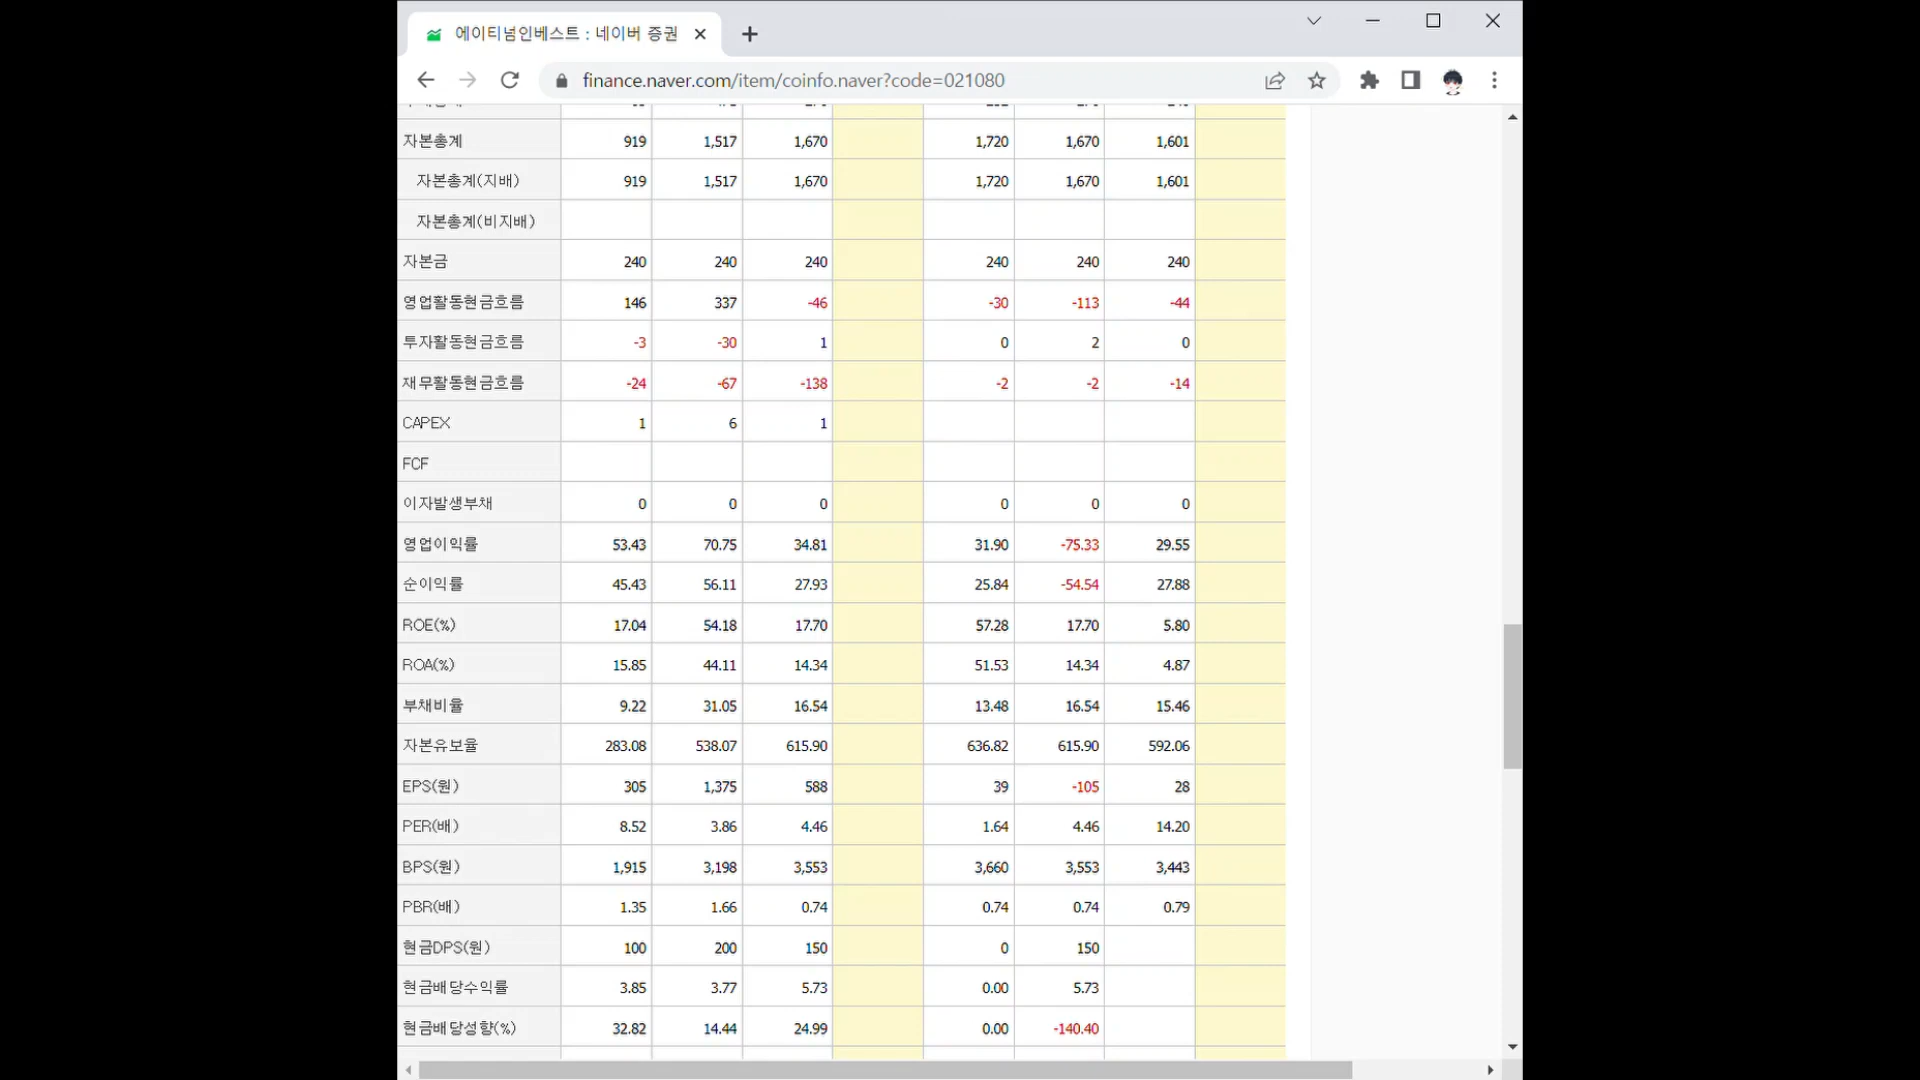 에이티넘인베스트 : 네이버 증권
finance.naver.com/item/coinfo.naver?code=021080
자본총계 919 1,517 1,670 1,720 1,670 1,601
자본총계(지배) 919 1,517 1,670 1,720 1,670 1,601
자본총계(비지배)
자본금 240 240 240 240 240 240
영업활동현금흐름 146 337 -46 -30 -113 -44
투자활동현금흐름 -3 -30 1 0 2 0
재무활동현금흐름 -24 -67 -138 -2 -2 -14
CAPEX 1 6 1
FCF
이자발생부채 0 0 0 0 0 0
영업이익률 53.43 70.75 34.81 31.90 -75.33 29.55
순이익률 45.43 56.11 27.93 25.84 -54.54 27.88
ROE(%) 17.04 54.18 17.70 57.28 17.70 5.80
ROA(%) 15.85 44.11 14.34 51.53 14.34 4.87
부채비율 9.22 31.05 16.54 13.48 16.54 15.46
자본유보율 283.08 538.07 615.90 636.82 615.90 592.06
EPS(원) 305 1,375 588 39 -105 28
PER(배) 8.52 3.86 4.46 1.64 4.46 14.20
BPS(원) 1,915 3,198 3,553 3,660 3,553 3,443
PBR(배) 1.35 1.66 0.74 0.74 0.74 0.79
현금DPS(원) 100 200 150 0 150
현금배당수익률 3.85 3.77 5.73 0.00 5.73
현금배당성향(%) 32.82 14.44 24.99 0.00 -140.40